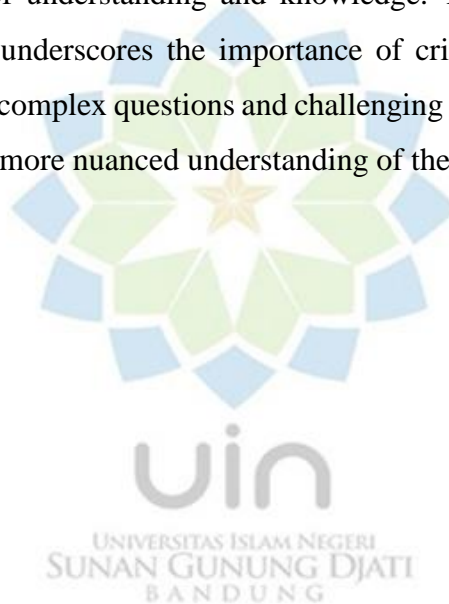 understanding and knowledge.
underscores the importance of
complex questions and challenging
more nuanced understanding of the
uin
UNIVERSITAS ISLAM NEGERI
SUNAN GUNUNG DJATI
BANDUNG